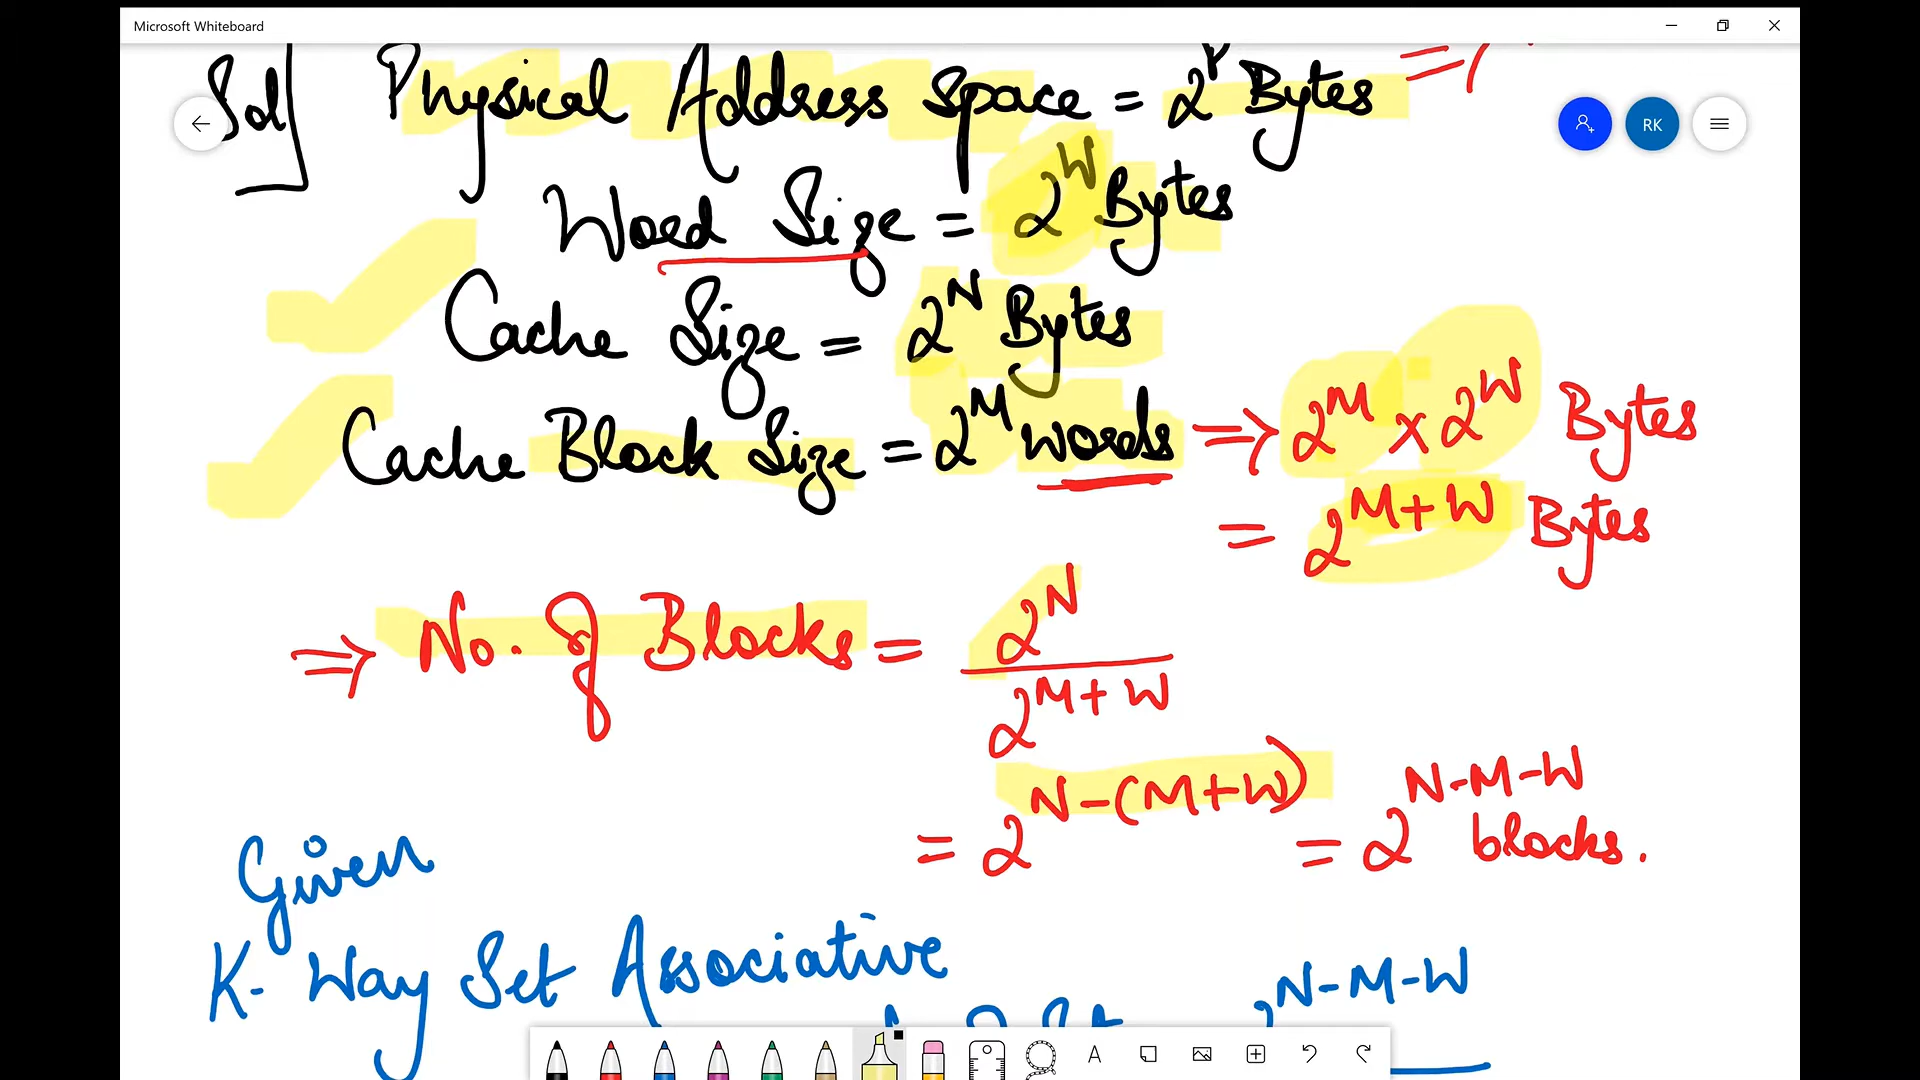 Microsoft Whiteboard
Sol Physical Address Space = 2^P Bytes =>
RK
Word Size = 2^W Bytes
Cache Size = 2^N Bytes
Cache Block Size = 2^M words => 2^M x 2^W Bytes
= 2^(M+W) Bytes
=> No. of Blocks = 2^N / 2^(M+W)
= 2^(N-(M+W)) = 2^(N-M-W) blocks.
Given
K-Way Set Associative
2^(N-M-W)
A